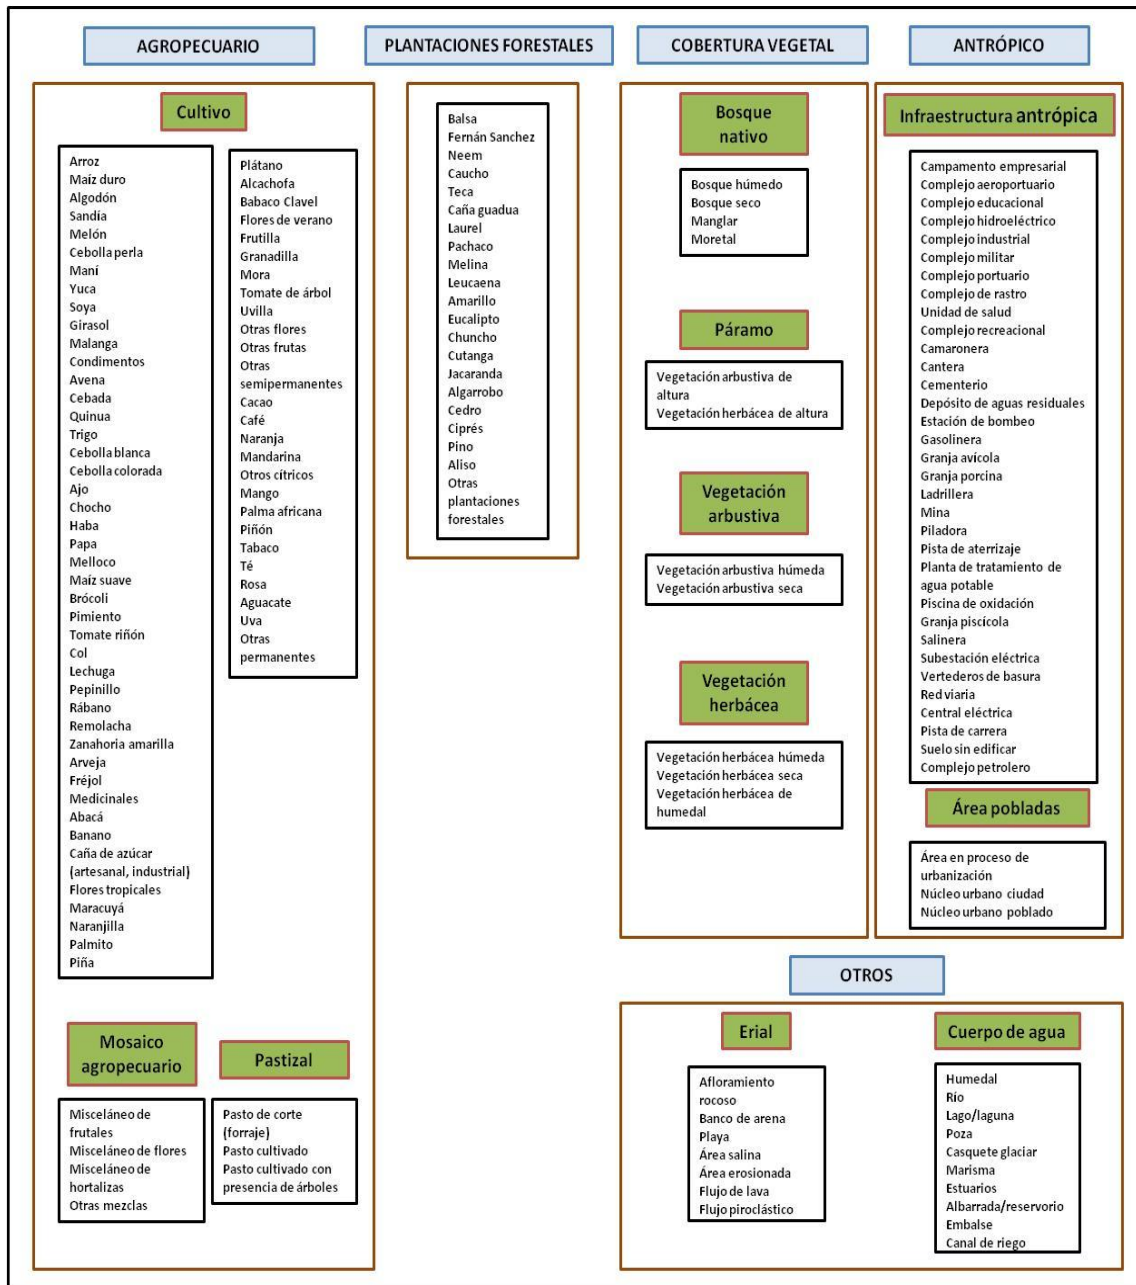 AGROPECUARIO
Cultivo
Arroz
Maíz duro
Algodón
Sandía
Melón
Cebolla perla
Maní
Yuca
Soya
Girasol
Malanga
Condimentos
Avena
Cebada
Quinua
Trigo
Cebolla blanca
Cebolla colorada
Ajo
Chocho
Haba
Papa
Melloco
Maíz suave
Brócoli
Pimiento
Tomate riñón
Col
Lechuga
Pepinillo
Rábano
Remolacha
Zanahoria amarilla
Arveja
Fréjol
Medicinales
Abacá
Banano
Caña de azúcar
(artesanal, industrial)
Flores tropicales
Maracuyá
Naranjilla
Palmito
Piña
Plátano
Alcachofa
Babaco Clavel
Flores de verano
Frutilla
Granadilla
Mora
Tomate de árbol
Uvilla
Otras flores
Otras frutas
Otras
semipermanentes
Cacao
Café
Naranja
Mandarina
Otros cítricos
Mango
Palma africana
Piñón
Tabaco
Té
Rosa
Aguacate
Uva
Otras
permanentes
Mosaico
agropecuario
Misceláneo de
frutales
Misceláneo de flores
Misceláneo de
hortalizas
Otras mezclas
Pastizal
Pasto de corte
(forraje)
Pasto cultivado
Pasto cultivado con
presencia de árboles
PLANTACIONES FORESTALES
Balsa
Fernán Sanchez
Neem
Caucho
Teca
Caña guadua
Laurel
Pachaco
Melina
Leucaena
Amarillo
Eucalipto
Chuncho
Cutanga
Jacaranda
Algarrobo
Cedro
Ciprés
Pino
Aliso
Otras
plantaciones
forestales
COBERTURA VEGETAL
Bosque
nativo
Bosque húmedo
Bosque seco
Manglar
Moretal
Páramo
Vegetación arbustiva de
altura
Vegetación herbácea de altura
Vegetación
arbustiva
Vegetación arbustiva húmeda
Vegetación arbustiva seca
Vegetación
herbácea
Vegetación herbácea húmeda
Vegetación herbácea seca
Vegetación herbácea de
humedal
ANTRÓPICO
Infraestructura antrópica
Campamento empresarial
Complejo aeroportuario
Complejo educacional
Complejo hidroeléctrico
Complejo industrial
Complejo militar
Complejo portuario
Complejo de rastro
Unidad de salud
Complejo recreacional
Camaronera
Cantera
Cementerio
Depósito de aguas residuales
Estación de bombeo
Gasolinera
Granja avícola
Granja porcina
Ladrillera
Mina
Piladora
Pista de aterrizaje
Planta de tratamiento de
agua potable
Piscina de oxidación
Granja piscícola
Salinera
Subestación eléctrica
Vertederos de basura
Red viaria
Central eléctrica
Pista de carrera
Suelo sin edificar
Complejo petrolero
Área pobladas
Área en proceso de
urbanización
Núcleo urbano ciudad
Núcleo urbano poblado
OTROS
Erial
Afloramiento
rocoso
Banco de arena
Playa
Área salina
Área erosionada
Flujo de lava
Flujo piroclástico
Cuerpo de agua
Humedal
Río
Lago/laguna
Poza
Casquete glaciar
Marisma
Estuarios
Albarrada/reservorio
Embalse
Canal de riego